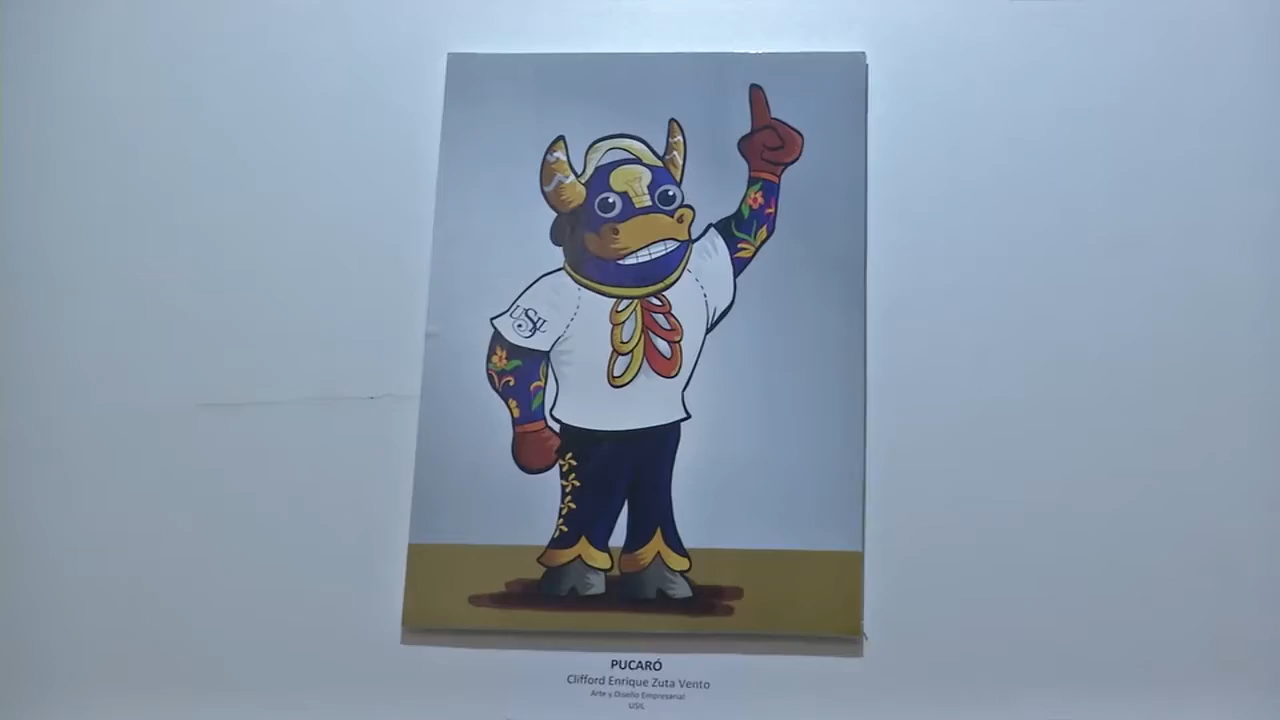 USIL
PUCARÓ
Clifford Enrique Zuta Vento
Arte y Diseño Empresarial
USIL